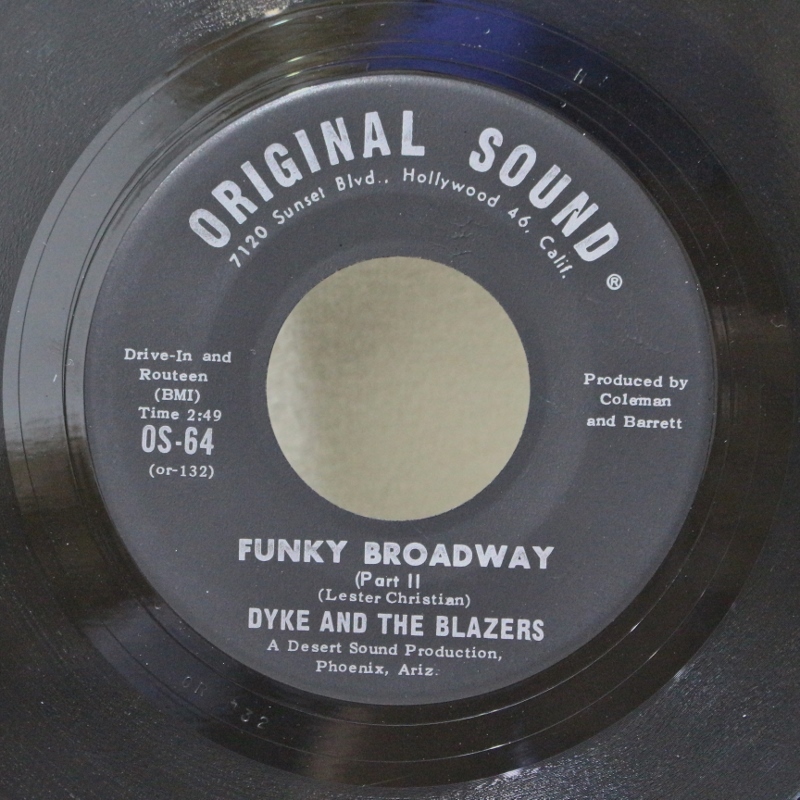 ORIGINAL SOUND®
7120 Sunset Blvd., Hollywood 46, Calif.
Drive-In and
Routeen
(BMI)
Time 2:49
OS-64
(or-132)
Produced by
Coleman
and Barrett
FUNKY BROADWAY
(Part II
(Lester Christian)
DYKE AND THE BLAZERS
A Desert Sound Production,
Phoenix, Ariz.